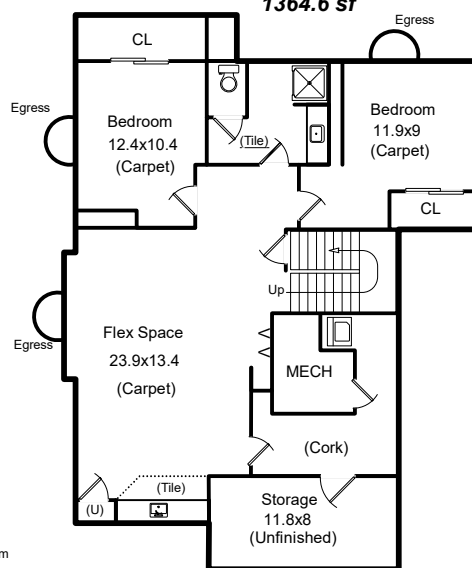 1364.6 sf
Egress
CL
Egress
Bedroom
12.4x10.4
(Carpet)
(Tile)
Bedroom
11.9x9
(Carpet)
CL
Up
Egress
Flex Space
23.9x13.4
(Carpet)
MECH
(Cork)
(Tile)
(U)
Storage
11.8x8
(Unfinished)